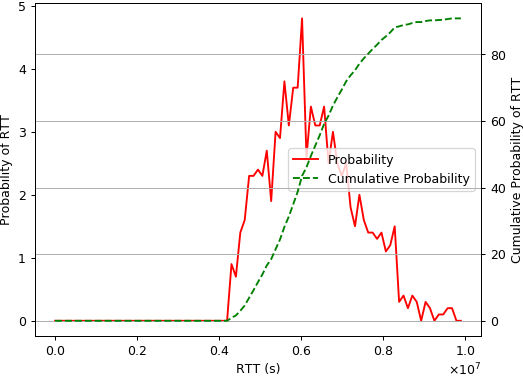 5
4
3
2
1
0
Probability of RTT
80
60
40
20
0
Cumulative Probability of RTT
Probability
Cumulative Probability
0.0 0.2 0.4 0.6 0.8 1.0
RTT (s)
×10⁷